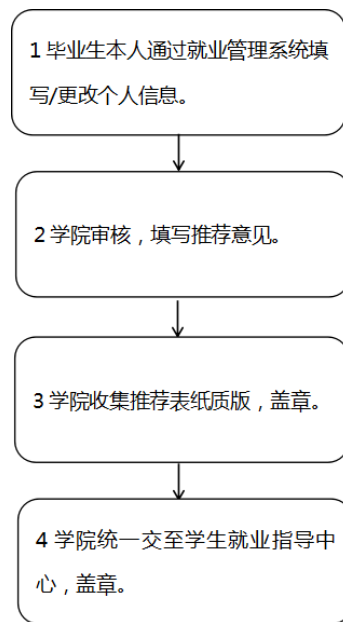 1 毕业生本人通过就业管理系统填
写/更改个人信息。
2 学院审核，填写推荐意见。
3 学院收集推荐表纸质版，盖章。
4 学院统一交至学生就业指导中
心，盖章。